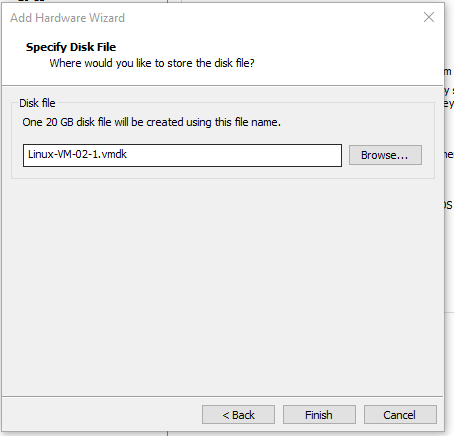 Add Hardware Wizard
Specify Disk File
Where would you like to store the disk file?
Disk file
One 20 GB disk file will be created using this file name.
Linux-VM-02-1.vmdk
Browse...
< Back
Finish
Cancel